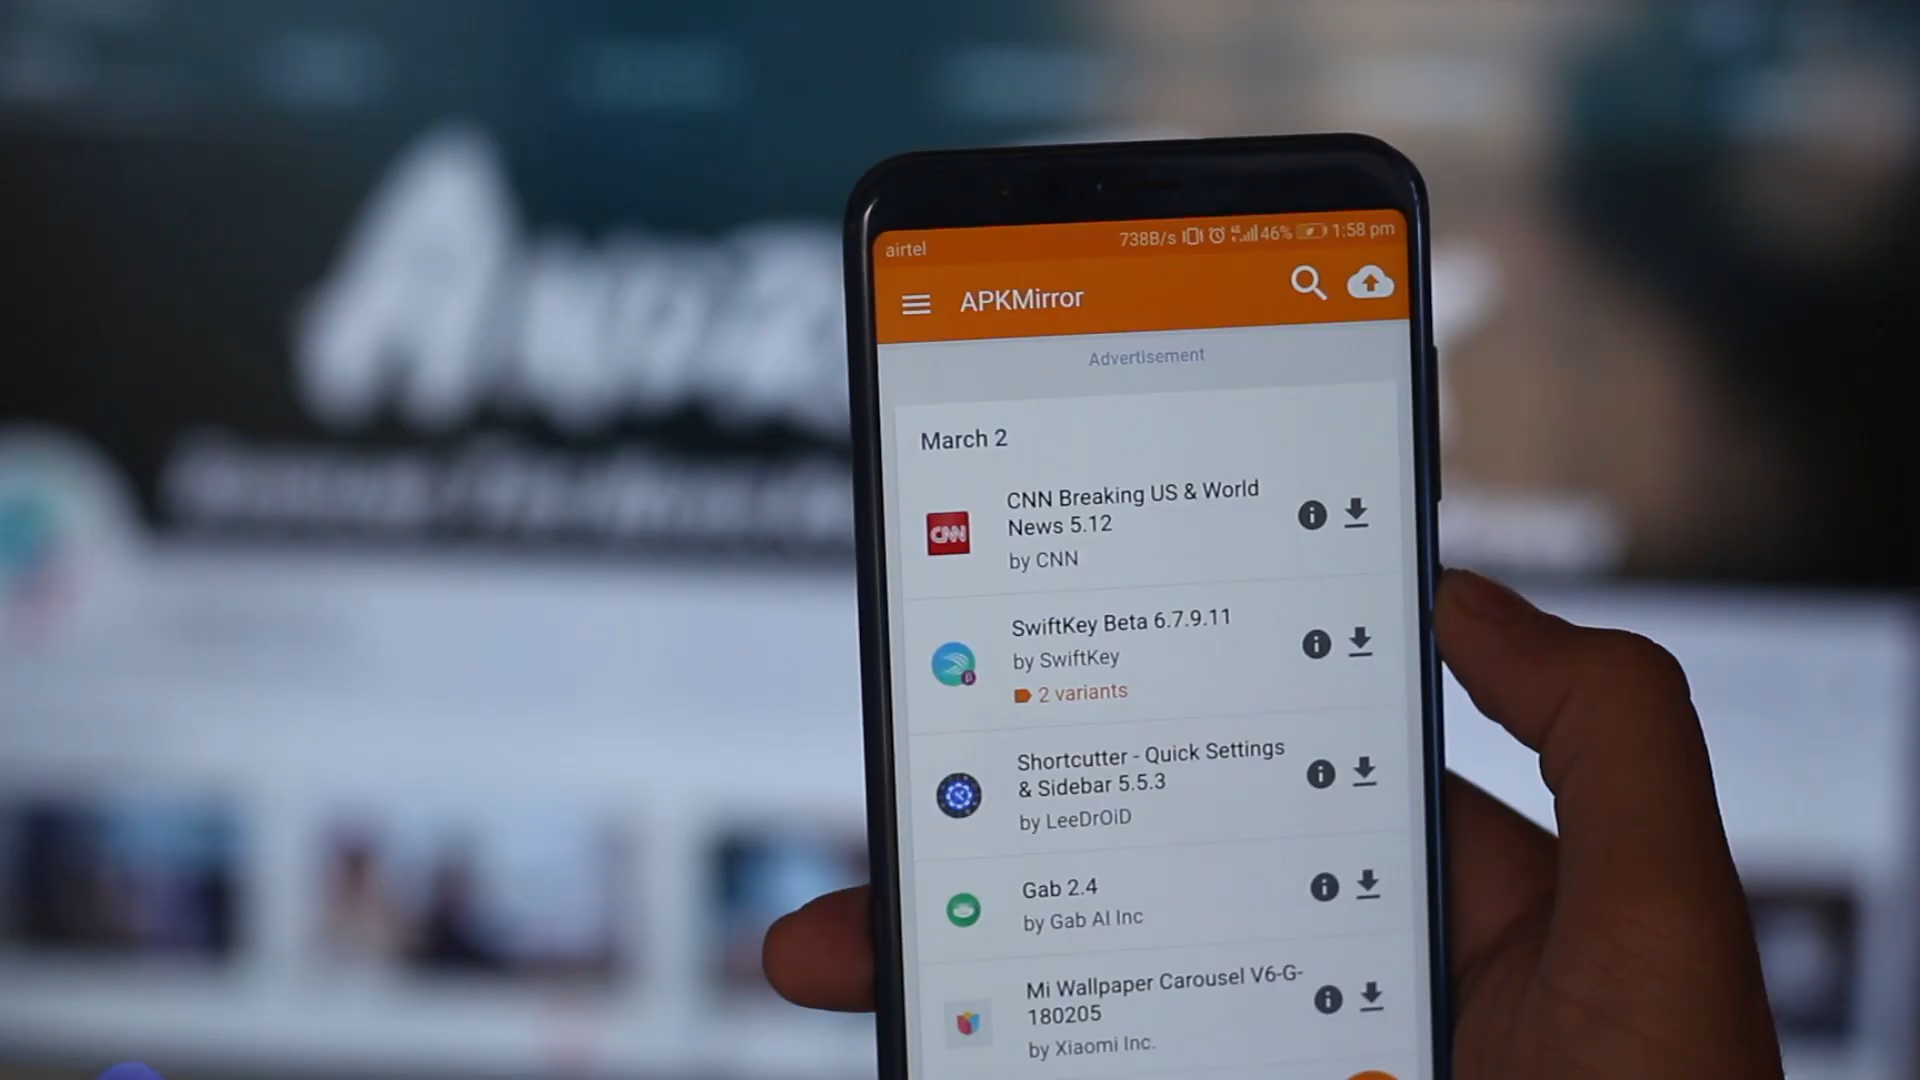 airtel 738B/s 46% 1:58 pm
APKMirror
Advertisement
March 2
CNN
CNN Breaking US & World
News 5.12
by CNN
SwiftKey Beta 6.7.9.11
by SwiftKey
2 variants
Shortcutter - Quick Settings
& Sidebar 5.5.3
by LeeDrOiD
Gab 2.4
by Gab AI Inc
Mi Wallpaper Carousel V6-G-
180205
by Xiaomi Inc.